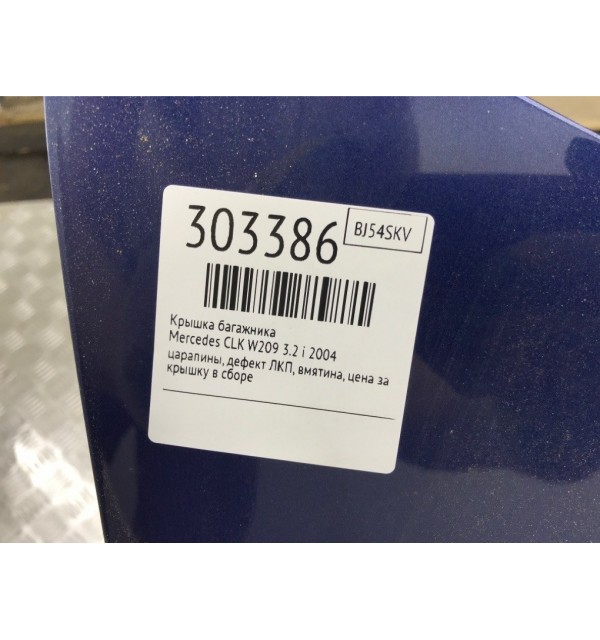 303386
BJ54SKV
Крышка багажника
Mercedes CLK W209 3.2 i 2004
царапины, дефект ЛКП, вмятина, цена за
крышку в сборе